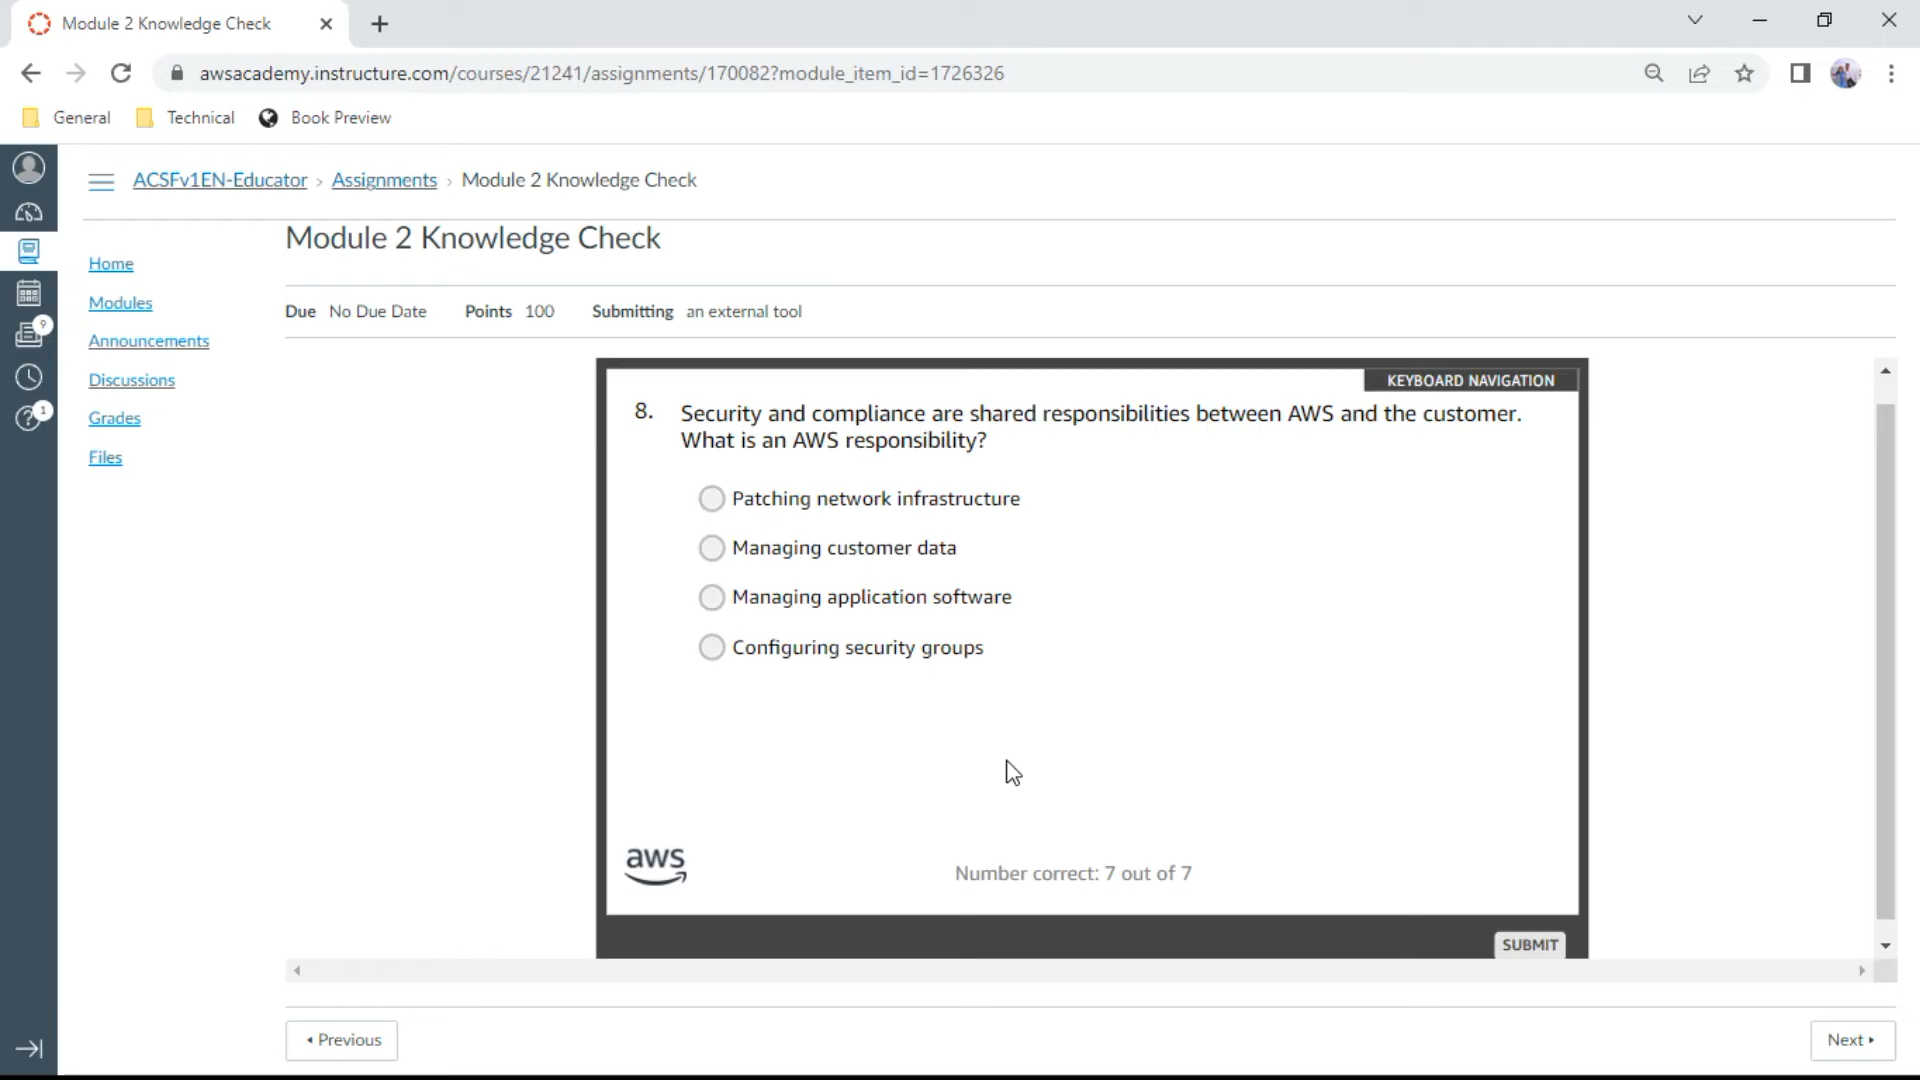 Module 2 Knowledge Check
awsacademy.instructure.com/courses/21241/assignments/170082?module_item_id=1726326
General Technical Book Preview
ACSFv1EN-Educator › Assignments › Module 2 Knowledge Check
Module 2 Knowledge Check
Home
Modules
Announcements
Discussions
Grades
Files
9
1
Due No Due Date Points 100 Submitting an external tool
KEYBOARD NAVIGATION
8. Security and compliance are shared responsibilities between AWS and the customer.
What is an AWS responsibility?
Patching network infrastructure
Managing customer data
Managing application software
Configuring security groups
aws
Number correct: 7 out of 7
SUBMIT
Previous
Next